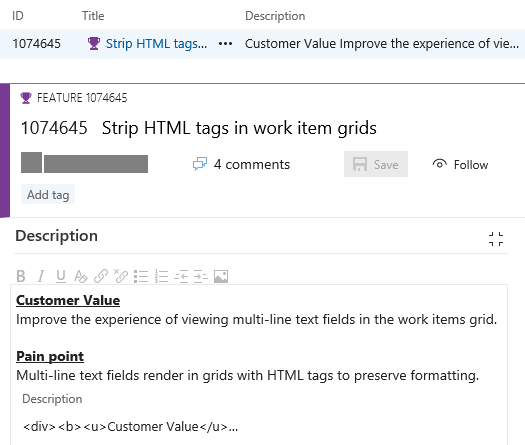 ID Title Description
1074645 Strip HTML tags... ••• Customer Value Improve the experience of vie...
FEATURE 1074645
1074645 Strip HTML tags in work item grids
4 comments Save Follow
Add tag
Description
B I U A
Customer Value
Improve the experience of viewing multi-line text fields in the work items grid.
Pain point
Multi-line text fields render in grids with HTML tags to preserve formatting.
Description
<div><b><u>Customer Value</u>...